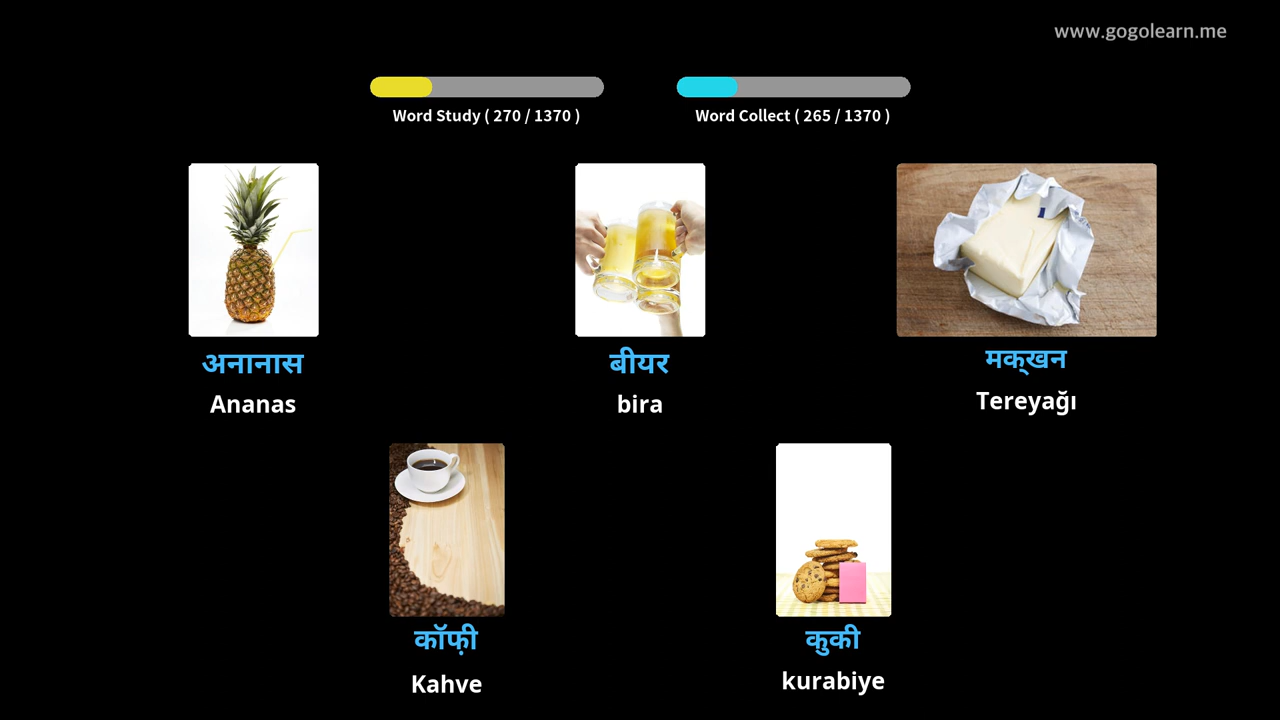 www.gogolearn.me
Word Study ( 270 / 1370 )
Word Collect ( 265 / 1370 )
अनानास
Ananas
बीयर
bira
मक्खन
Tereyağı
कॉफ़ी
Kahve
कुकी
kurabiye